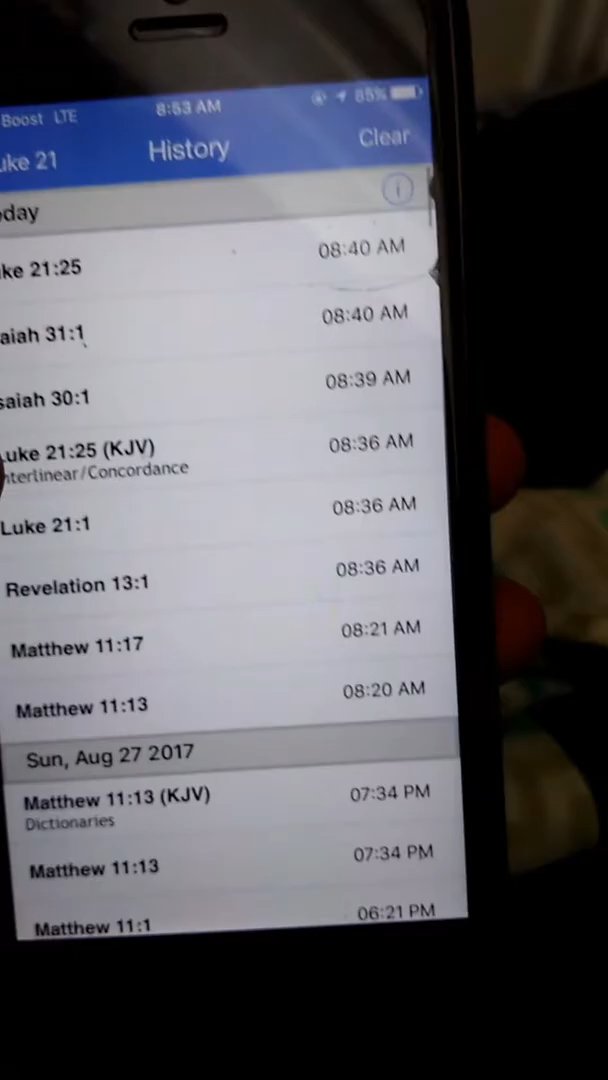 Boost LTE 8:53 AM 85%
uke 21 History Clear
oday
ke 21:25 08:40 AM
aiah 31:1 08:40 AM
saiah 30:1 08:39 AM
Luke 21:25 (KJV) 08:36 AM
nterlinear/Concordance
Luke 21:1 08:36 AM
Revelation 13:1 08:36 AM
Matthew 11:17 08:21 AM
Matthew 11:13 08:20 AM
Sun, Aug 27 2017
Matthew 11:13 (KJV) 07:34 PM
Dictionaries
Matthew 11:13 07:34 PM
Matthew 11:1 06:21 PM